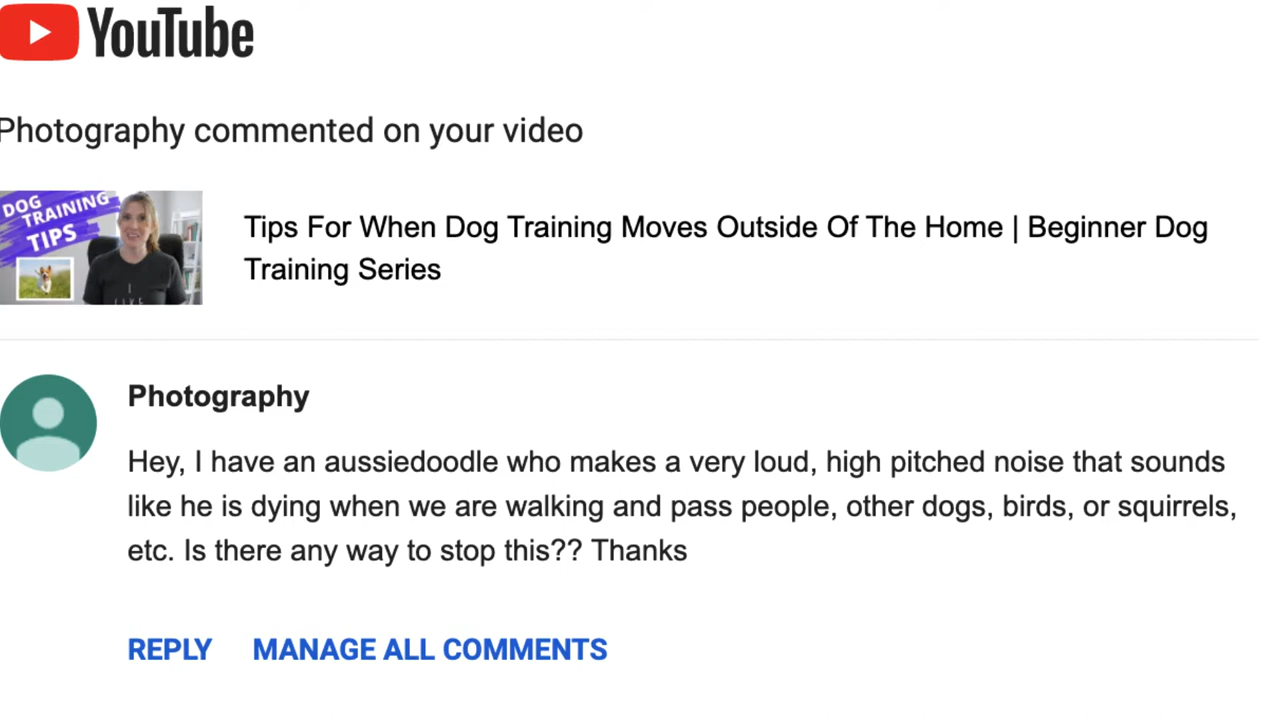 YouTube
Photography commented on your video
DOG
TRAINING
TIPS
I
LIKE
Tips For When Dog Training Moves Outside Of The Home | Beginner Dog
Training Series
Photography
Hey, I have an aussiedoodle who makes a very loud, high pitched noise that sounds
like he is dying when we are walking and pass people, other dogs, birds, or squirrels,
etc. Is there any way to stop this?? Thanks
REPLY MANAGE ALL COMMENTS